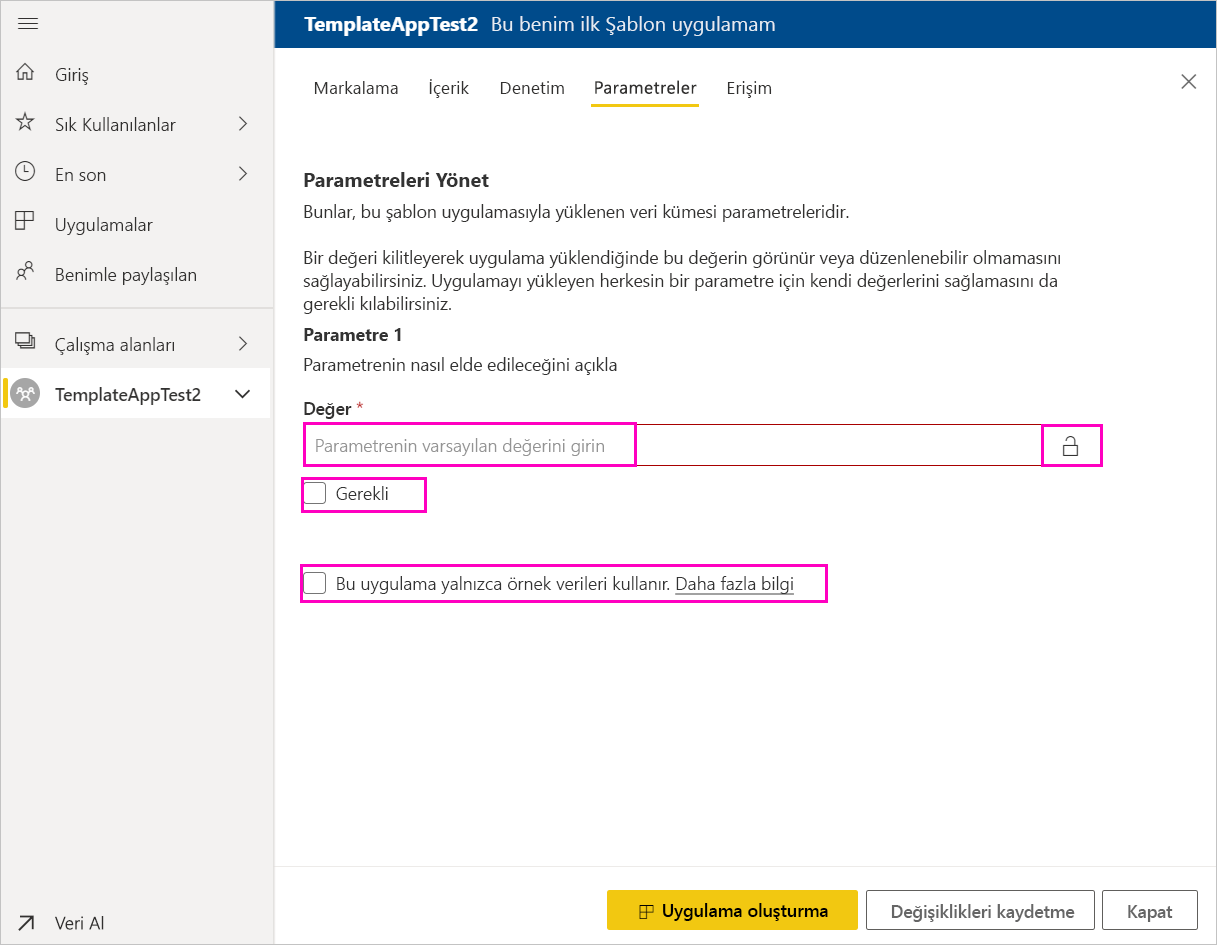 TemplateAppTest2 Bu benim ilk Şablon uygulamam
Giriş
Sık Kullanılanlar
En son
Uygulamalar
Benimle paylaşılan
Çalışma alanları
TemplateAppTest2
Veri Al
Markalama İçerik Denetim Parametreler Erişim
Parametreleri Yönet
Bunlar, bu şablon uygulamasıyla yüklenen veri kümesi parametreleridir.
Bir değeri kilitleyerek uygulama yüklendiğinde bu değerin görünür veya düzenlenebilir olmamasını
sağlayabilirsiniz. Uygulamayı yükleyen herkesin bir parametre için kendi değerlerini sağlamasını da
gerekli kılabilirsiniz.
Parametre 1
Parametrenin nasıl elde edileceğini açıkla
Değer *
Parametrenin varsayılan değerini girin
Gerekli
Bu uygulama yalnızca örnek verileri kullanır. Daha fazla bilgi
Uygulama oluşturma
Değişiklikleri kaydetme
Kapat